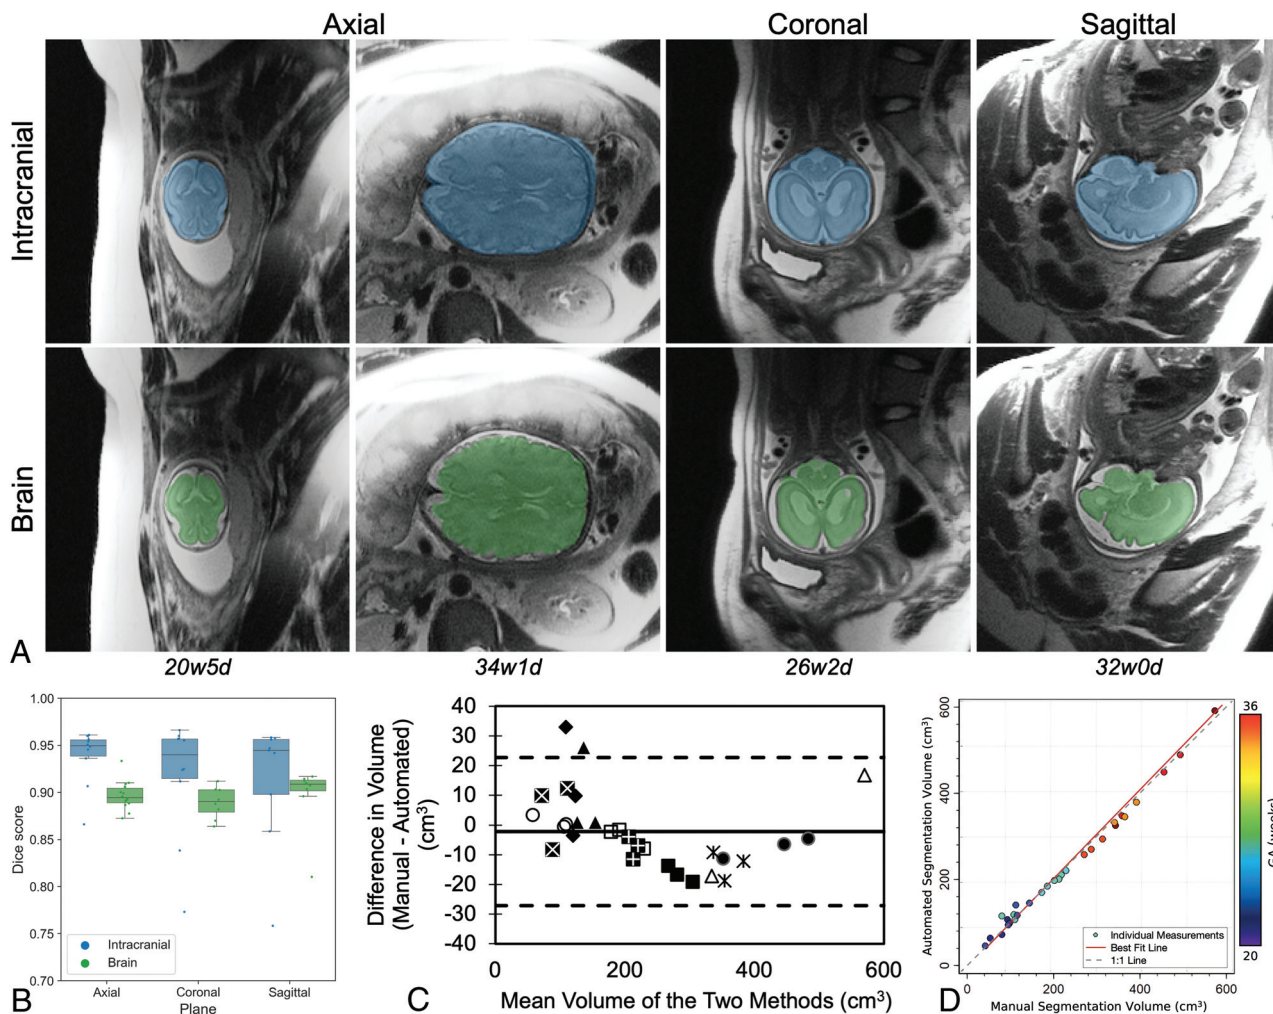 Axial
Coronal
Sagittal
Intracranial
Brain
A
20w5d
34w1d
26w2d
32w0d
1.00
0.95
0.90
0.85
0.80
0.75
0.70
Dice score
Intracranial
Brain
Axial
Coronal
Sagittal
Plane
B
Difference in Volume
(Manual - Automated)
(cm³)
40
30
20
10
0
-10
-20
-30
-40
0
200
400
600
Mean Volume of the Two Methods (cm³)
C
Automated Segmentation Volume (cm³)
600
400
200
0
Individual Measurements
Best Fit Line
1:1 Line
0
200
400
600
Manual Segmentation Volume (cm³)
D
36
GA (weeks)
20